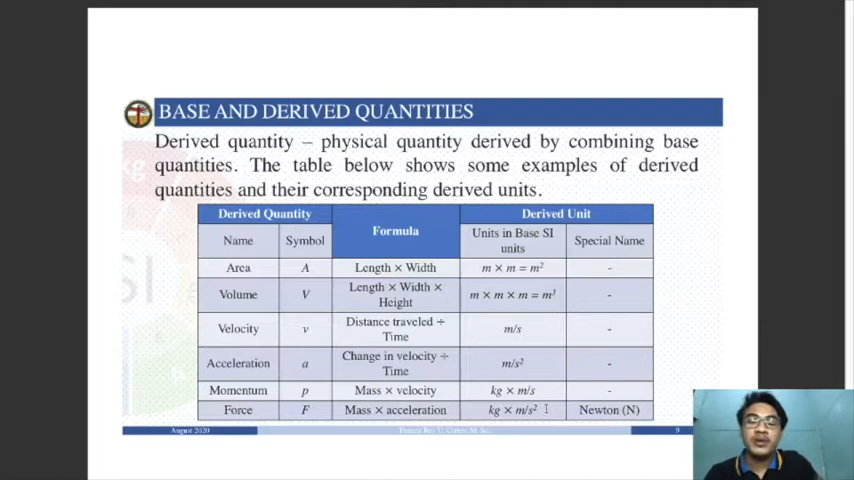 BASE AND DERIVED QUANTITIES
Derived quantity – physical quantity derived by combining base
quantities. The table below shows some examples of derived
quantities and their corresponding derived units.
Derived Quantity Formula Derived Unit
Name Symbol Units in Base SI units Special Name
Area A Length × Width m × m = m² -
Volume V Length × Width × Height m × m × m = m³ -
Velocity v Distance traveled ÷ Time m/s -
Acceleration a Change in velocity ÷ Time m/s² -
Momentum p Mass × velocity kg × m/s -
Force F Mass × acceleration kg × m/s² Newton (N)
August 2020
9
kg
SI
A